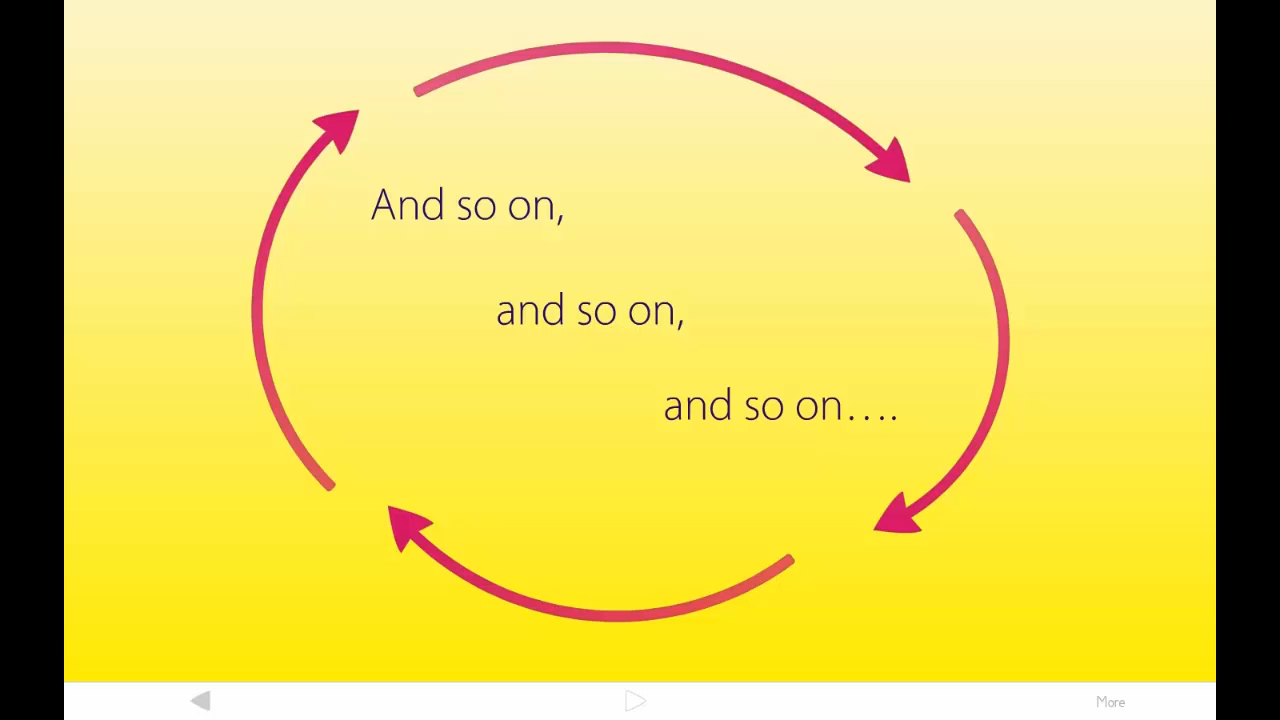 And so on,
and so on,
and so on….
More